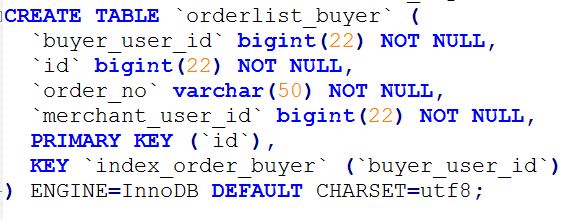 CREATE TABLE `orderlist_buyer` (
`buyer_user_id` bigint(22) NOT NULL,
`id` bigint(22) NOT NULL,
`order_no` varchar(50) NOT NULL,
`merchant_user_id` bigint(22) NOT NULL,
PRIMARY KEY (`id`),
KEY `index_order_buyer` (`buyer_user_id`)
) ENGINE=InnoDB DEFAULT CHARSET=utf8;